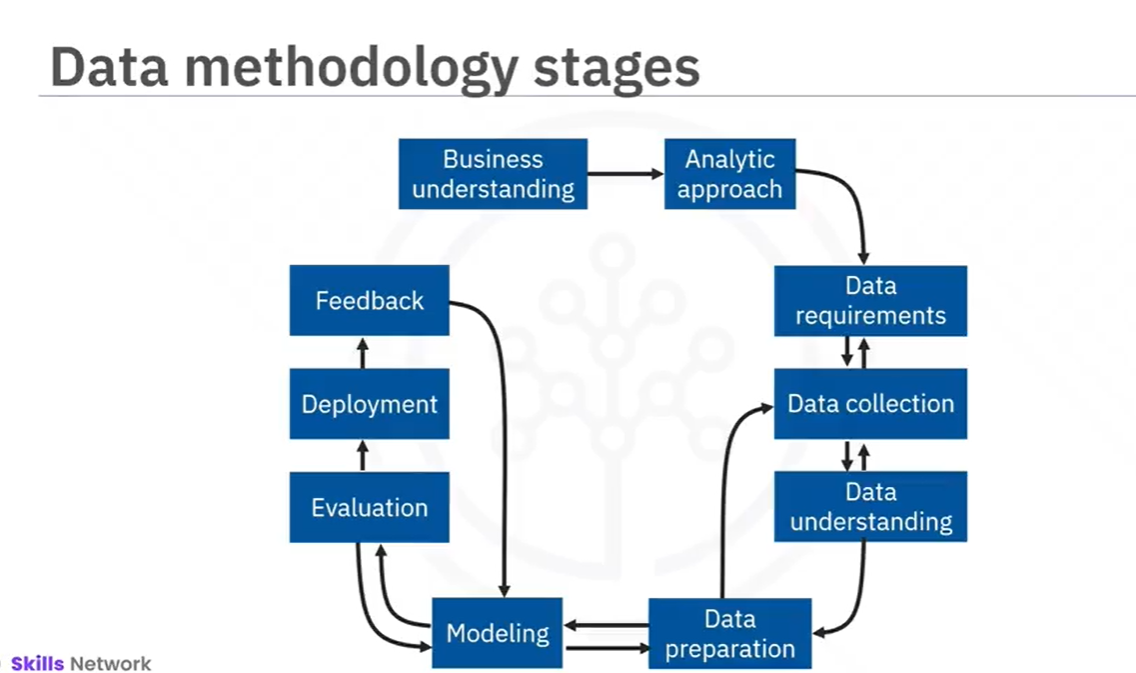 Data methodology stages
Business
understanding
Analytic
approach
Data
requirements
Data collection
Data
understanding
Data
preparation
Modeling
Evaluation
Deployment
Feedback
Skills Network